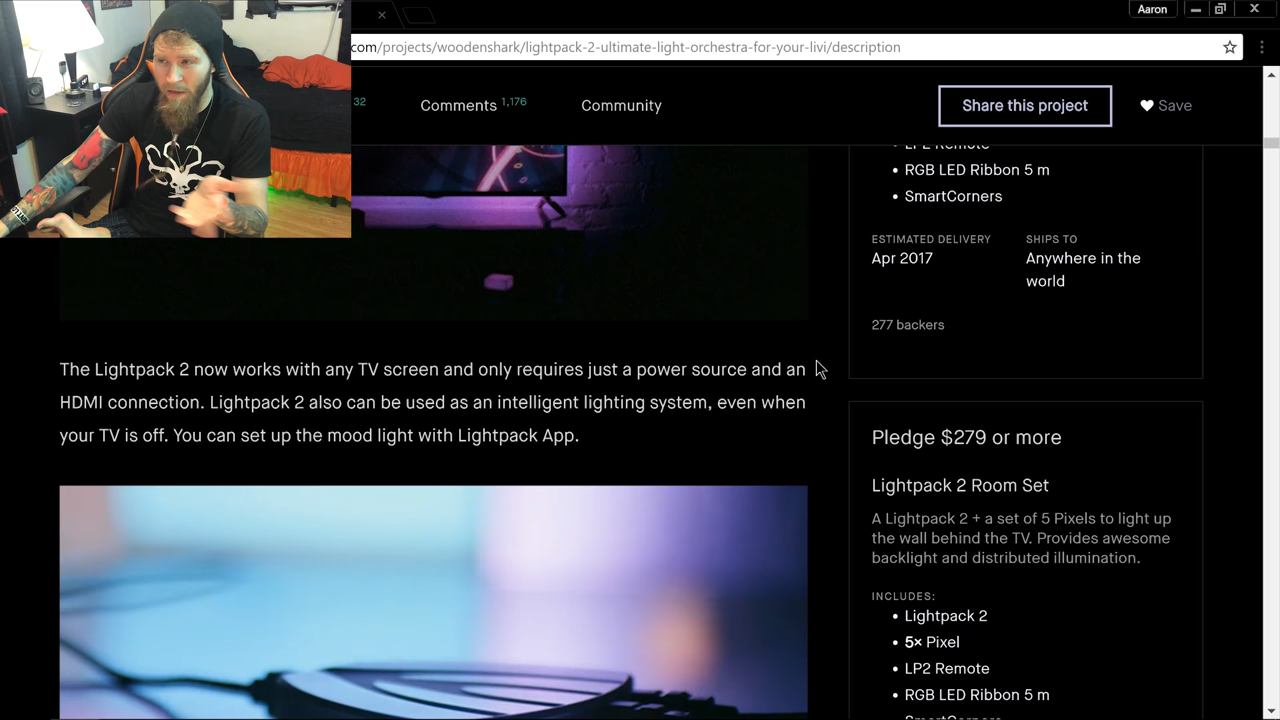 Aaron
com/projects/woodenshark/lightpack-2-ultimate-light-orchestra-for-your-livi/description
32
Comments 1,176
Community
Share this project
Save
LP2 Remote
RGB LED Ribbon 5 m
SmartCorners
ESTIMATED DELIVERY
Apr 2017
SHIPS TO
Anywhere in the
world
277 backers
The Lightpack 2 now works with any TV screen and only requires just a power source and an
HDMI connection. Lightpack 2 also can be used as an intelligent lighting system, even when
your TV is off. You can set up the mood light with Lightpack App.
Pledge $279 or more
Lightpack 2 Room Set
A Lightpack 2 + a set of 5 Pixels to light up
the wall behind the TV. Provides awesome
backlight and distributed illumination.
INCLUDES:
Lightpack 2
5× Pixel
LP2 Remote
RGB LED Ribbon 5 m
SmartCorners